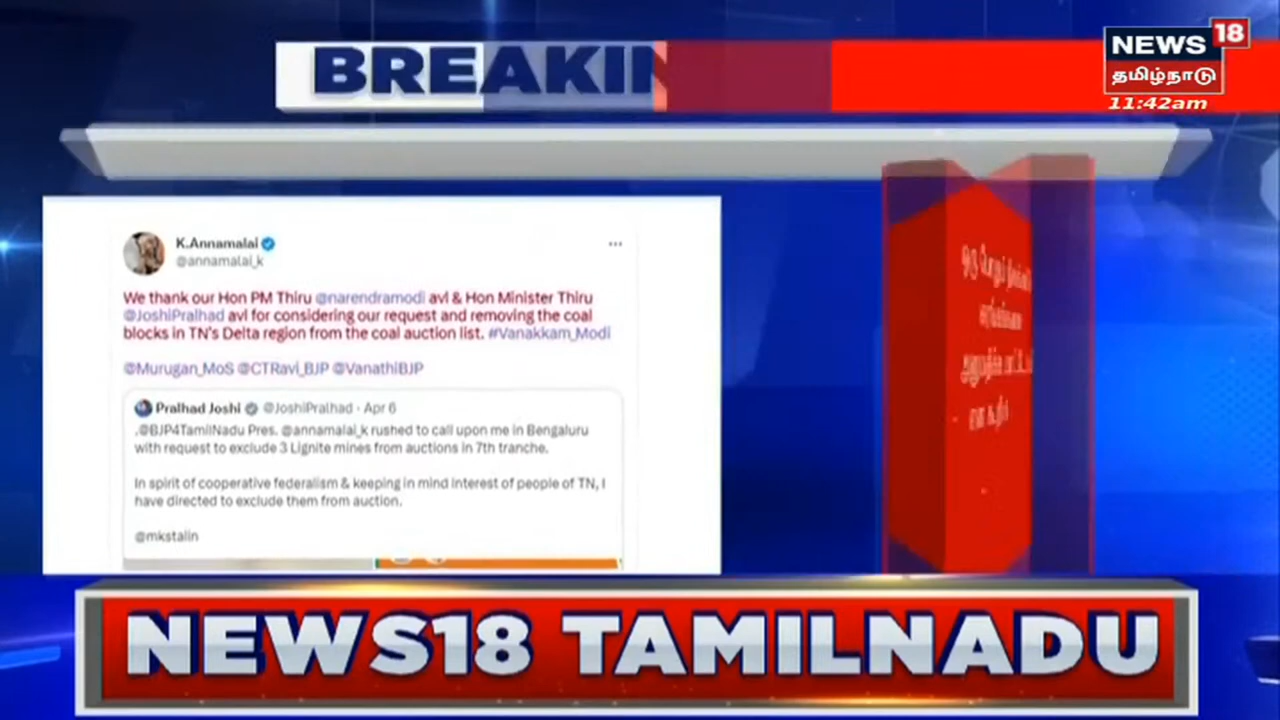 BREAKIN
NEWS 18
தமிழ்நாடு
11:42am
K.Annamalai
@annamalai_k
We thank our Hon PM Thiru @narendramodi avl & Hon Minister Thiru
@JoshiPralhad avl for considering our request and removing the coal
blocks in TN's Delta region from the coal auction list. #Vanakkam_Modi
@Murugan_MoS @CTRavi_BJP @VanathiBJP
Pralhad Joshi @JoshiPralhad · Apr 6
.@BJP4TamilNadu Pres. @annamalai_k rushed to call upon me in Bengaluru
with request to exclude 3 Lignite mines from auctions in 7th tranche.
In spirit of cooperative federalism & keeping in mind interest of people of TN, I
have directed to exclude them from auction.
@mkstalin
ஒரு
NEWS18 TAMILNADU